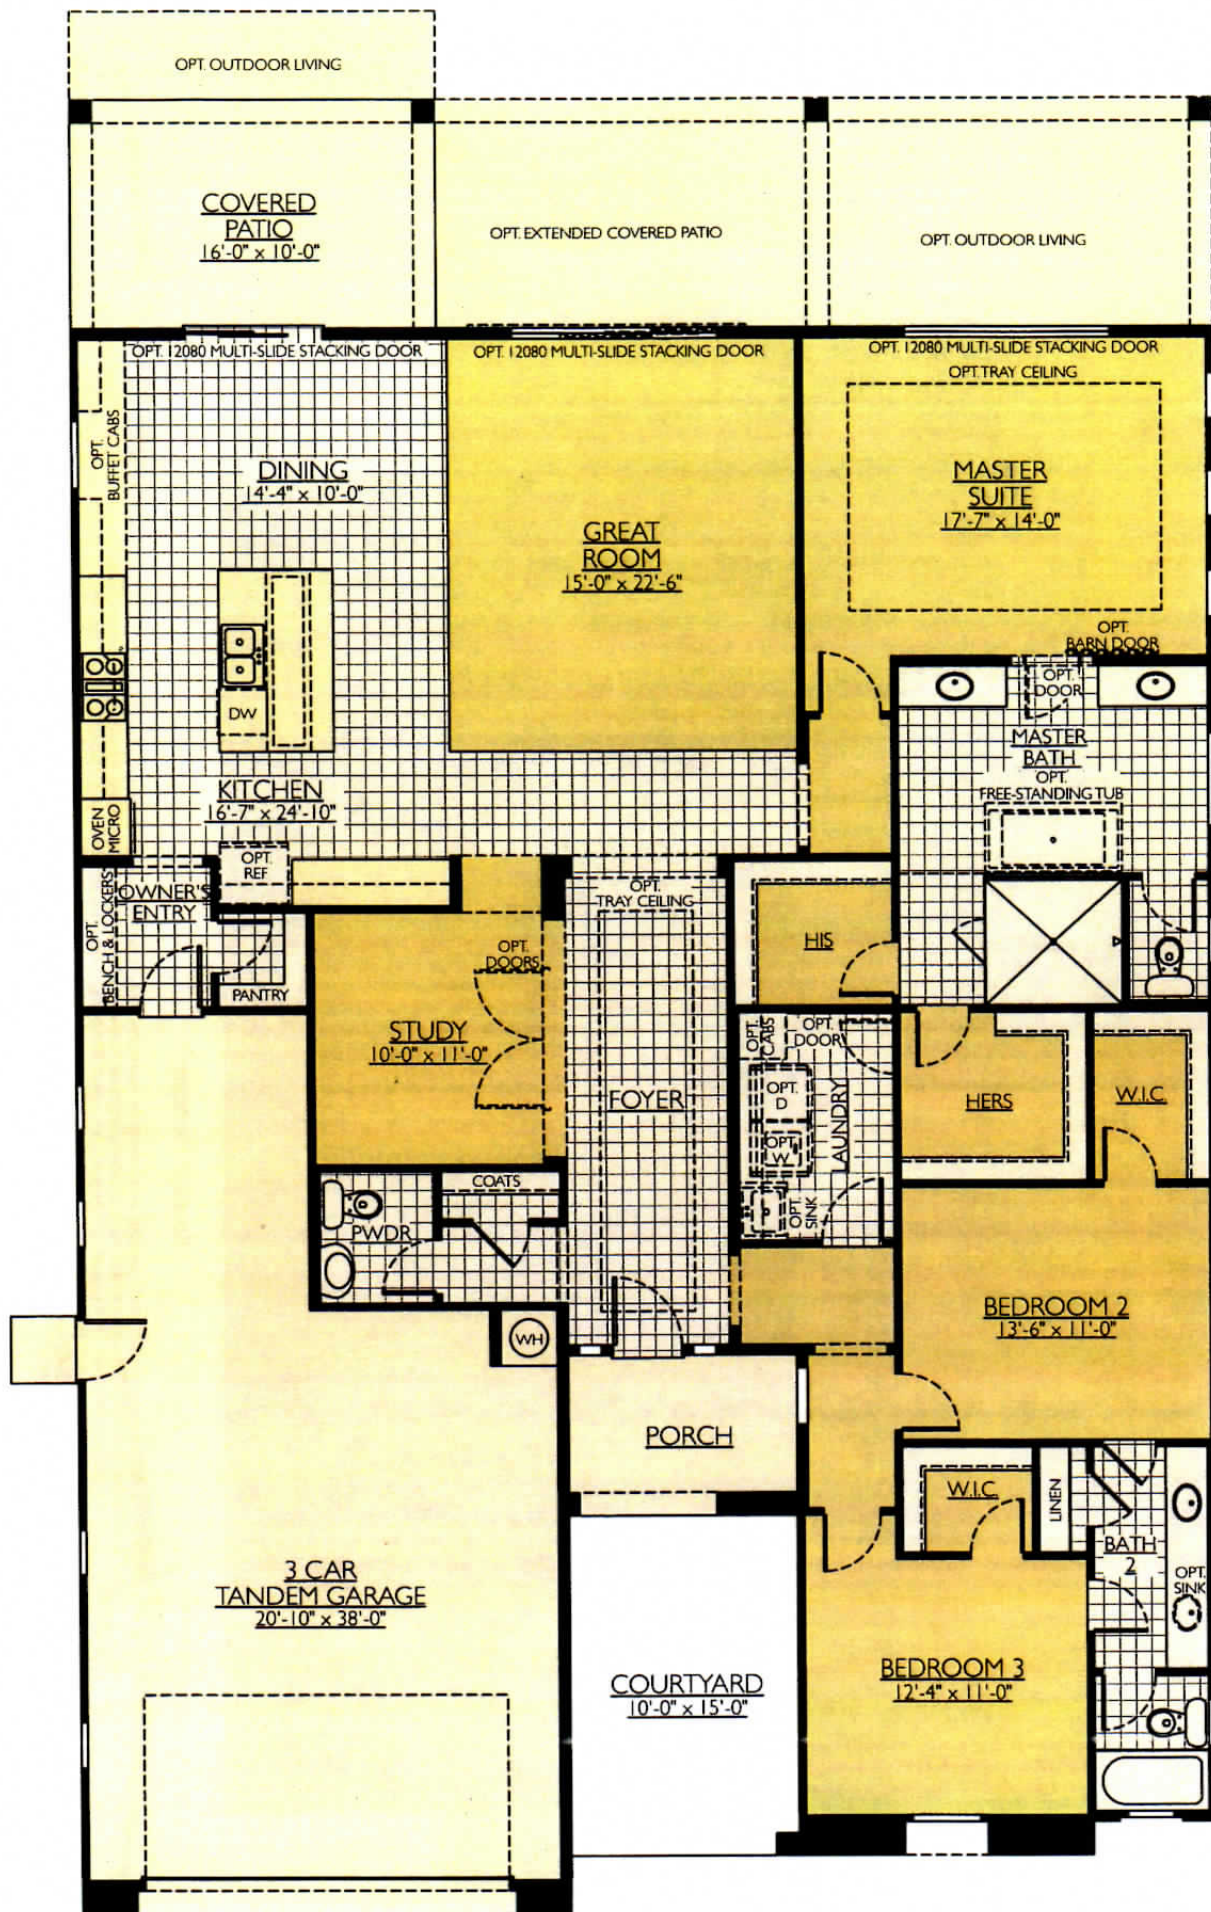 OPT. OUTDOOR LIVING
COVERED
PATIO
16'-0" x 10'-0"
OPT. EXTENDED COVERED PATIO
OPT. OUTDOOR LIVING
OPT. 12080 MULTI-SLIDE STACKING DOOR
OPT. 12080 MULTI-SLIDE STACKING DOOR
OPT. 12080 MULTI-SLIDE STACKING DOOR
OPT. TRAY CEILING
OPT.
BUFFET CABS
DINING
14'-4" x 10'-0"
GREAT
ROOM
15'-0" x 22'-6"
MASTER
SUITE
17'-7" x 14'-0"
OPT.
BARN DOOR
OPT.
DOOR
DW
MASTER
BATH
OPT.
FREE-STANDING TUB
KITCHEN
16'-7" x 24'-10"
OVEN
MICRO
OPT.
REF
OWNER'S
ENTRY
OPT.
BENCH & LOCKERS
PANTRY
OPT.
TRAY CEILING
OPT.
DOORS
HIS
STUDY
10'-0" x 11'-0"
OPT.
CABS
OPT.
DOOR
OPT.
D
OPT.
W
LAUNDRY
OPT.
SINK
FOYER
HERS
W.I.C.
COATS
PWDR
BEDROOM 2
13'-6" x 11'-0"
WH
PORCH
W.I.C.
LINEN
BATH
2
OPT.
SINK
3 CAR
TANDEM GARAGE
20'-10" x 38'-0"
COURTYARD
10'-0" x 15'-0"
BEDROOM 3
12'-4" x 11'-0"